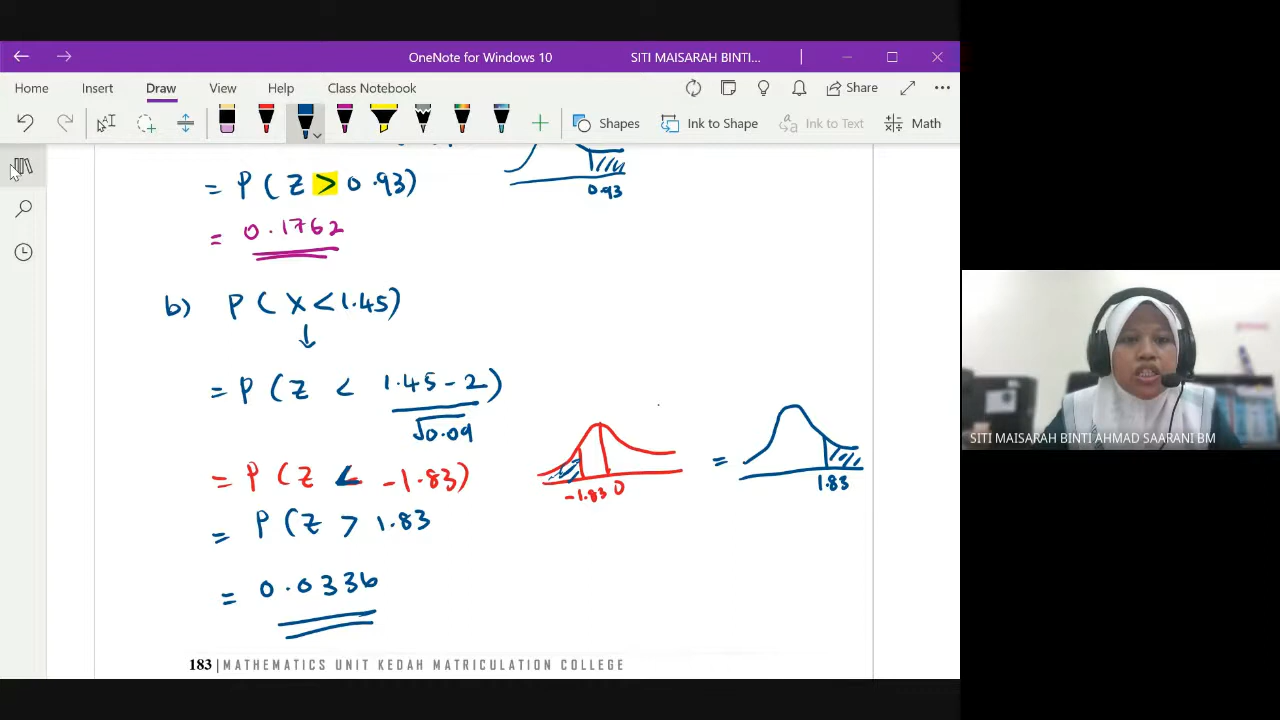 OneNote for Windows 10
SITI MAISARAH BINTI...
Home Insert Draw View Help Class Notebook
Share
Shapes Ink to Shape Ink to Text Math
= P ( Z > 0.93)
0.93
= 0.1762
b) P ( X < 1.45)
= P ( Z < 1.45 - 2 )
√0.09
= P ( Z < -1.83)
-1.83 0
= 1.83
= P ( Z > 1.83
= 0.0336
183 | MATHEMATICS UNIT KEDAH MATRICULATION COLLEGE
SITI MAISARAH BINTI AHMAD SAARANI BM